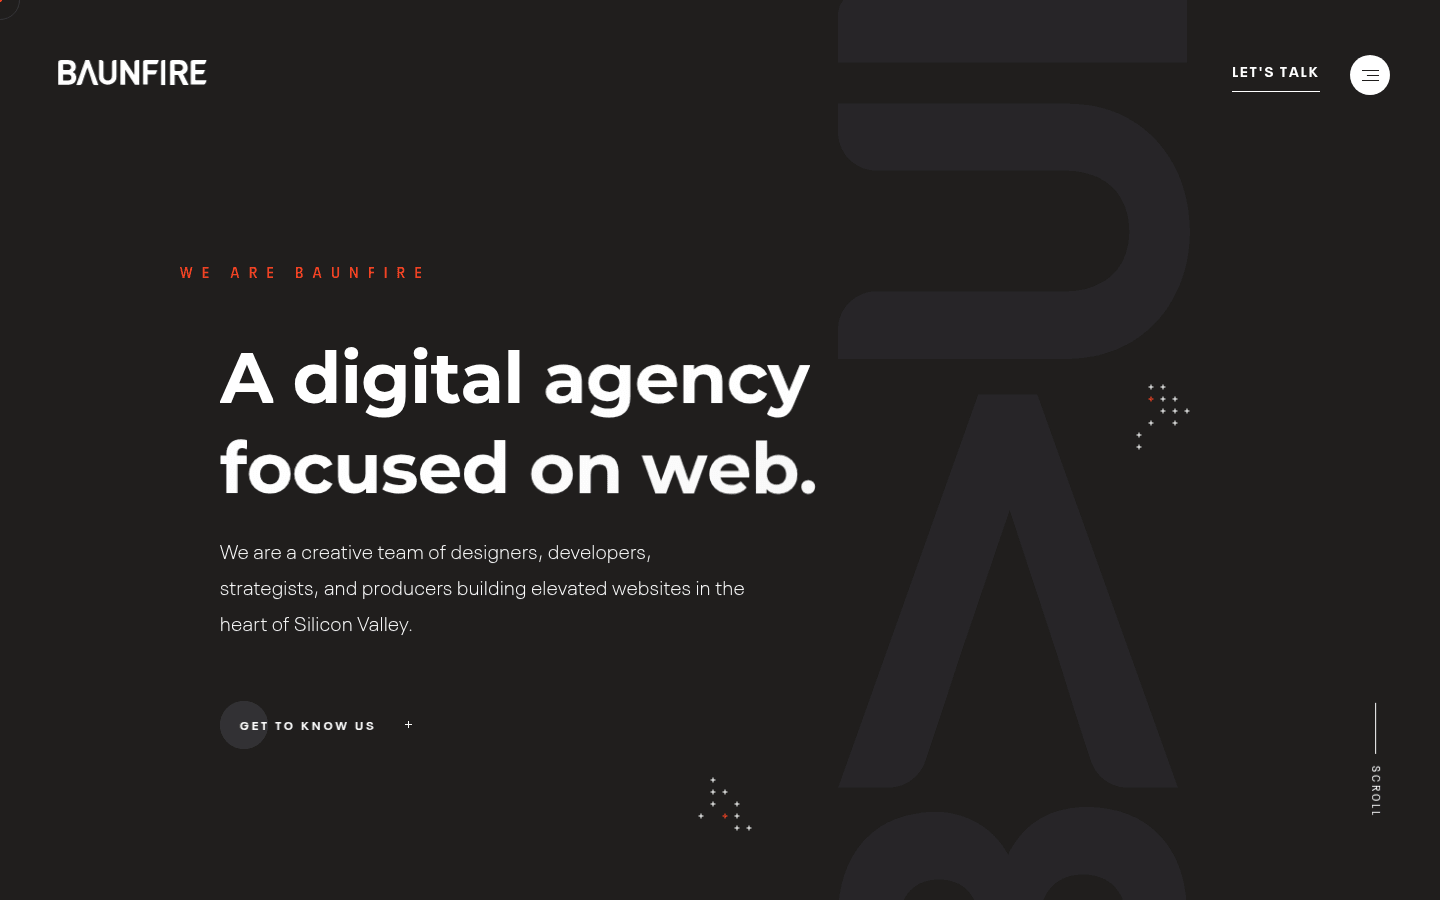 BAUNFIRE
LET'S TALK
WE ARE BAUNFIRE
A digital agency
focused on web.
We are a creative team of designers, developers,
strategists, and producers building elevated websites in the
heart of Silicon Valley.
GET TO KNOW US +
SCROLL